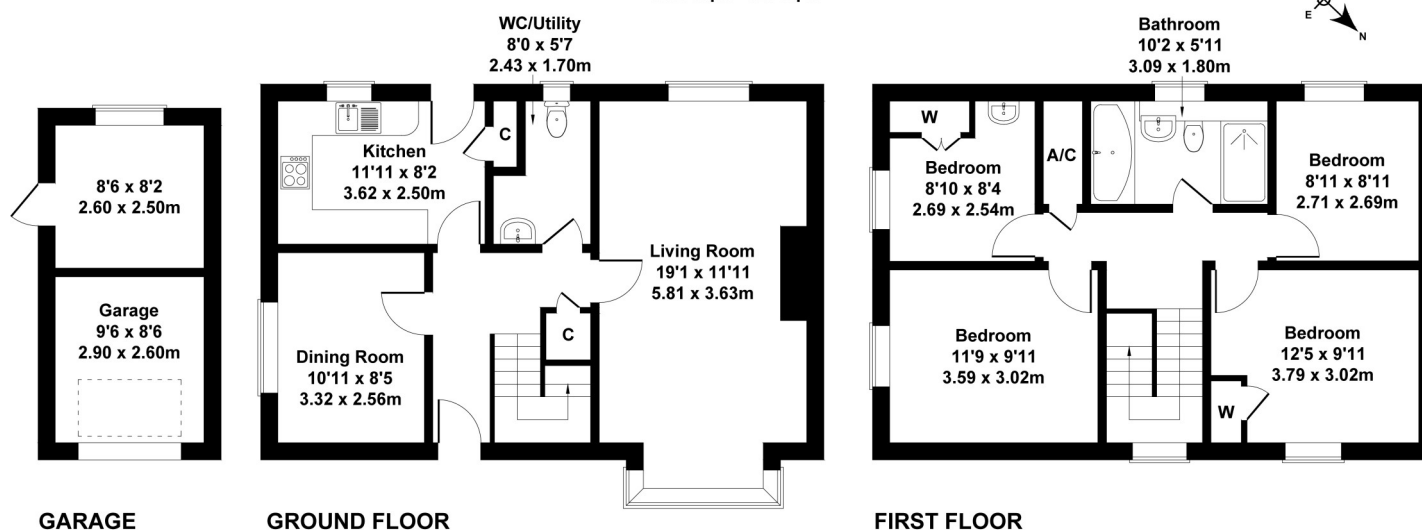 WC/Utility
8'0 x 5'7
2.43 x 1.70m
Bathroom
10'2 x 5'11
3.09 x 1.80m
E
N
8'6 x 8'2
2.60 x 2.50m
Garage
9'6 x 8'6
2.90 x 2.60m
Kitchen
11'11 x 8'2
3.62 x 2.50m
C
Living Room
19'1 x 11'11
5.81 x 3.63m
Dining Room
10'11 x 8'5
3.32 x 2.56m
C
W
A/C
Bedroom
8'10 x 8'4
2.69 x 2.54m
Bedroom
8'11 x 8'11
2.71 x 2.69m
Bedroom
11'9 x 9'11
3.59 x 3.02m
Bedroom
12'5 x 9'11
3.79 x 3.02m
W
GARAGE
GROUND FLOOR
FIRST FLOOR